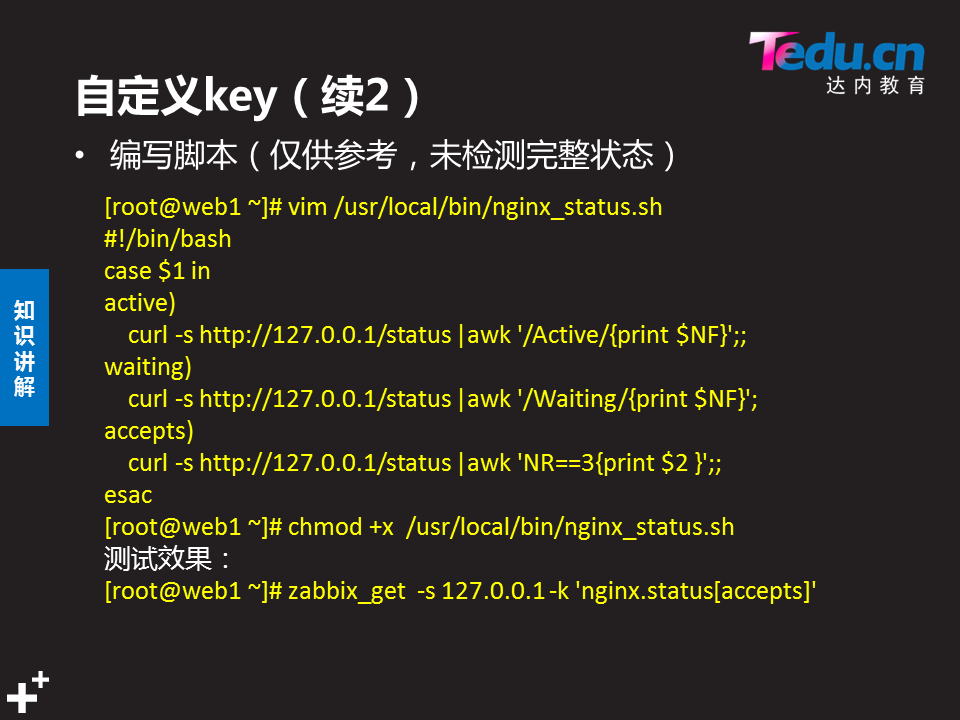 Tedu.cn
达内教育
自定义key（续2）
• 编写脚本（仅供参考，未检测完整状态）
[root@web1 ~]# vim /usr/local/bin/nginx_status.sh
#!/bin/bash
case $1 in
active)
    curl -s http://127.0.0.1/status |awk '/Active/{print $NF}';;
waiting)
    curl -s http://127.0.0.1/status |awk '/Waiting/{print $NF}';
accepts)
    curl -s http://127.0.0.1/status |awk 'NR==3{print $2 }';;
esac
[root@web1 ~]# chmod +x  /usr/local/bin/nginx_status.sh
测试效果：
[root@web1 ~]# zabbix_get  -s 127.0.0.1 -k 'nginx.status[accepts]'
知识讲解